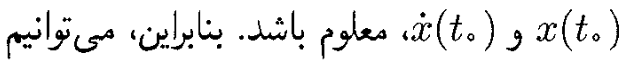 x(t₀) و ẋ(t₀)، معلوم باشد. بنابراین، می‌توانیم